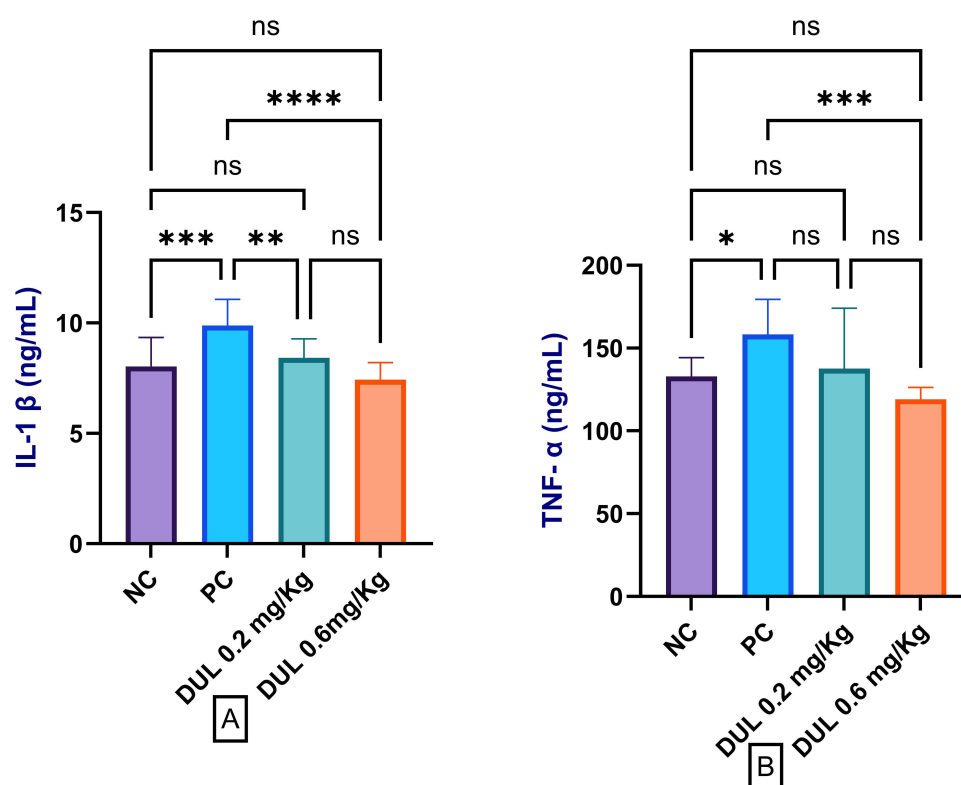 ns
****
ns
*** ** ns
15
10
5
0
IL-1 β (ng/mL)
NC
PC
DUL 0.2 mg/Kg
DUL 0.6mg/Kg
A
ns
***
ns
* ns ns
200
150
100
50
0
TNF- α (ng/mL)
NC
PC
DUL 0.2 mg/Kg
DUL 0.6 mg/Kg
B